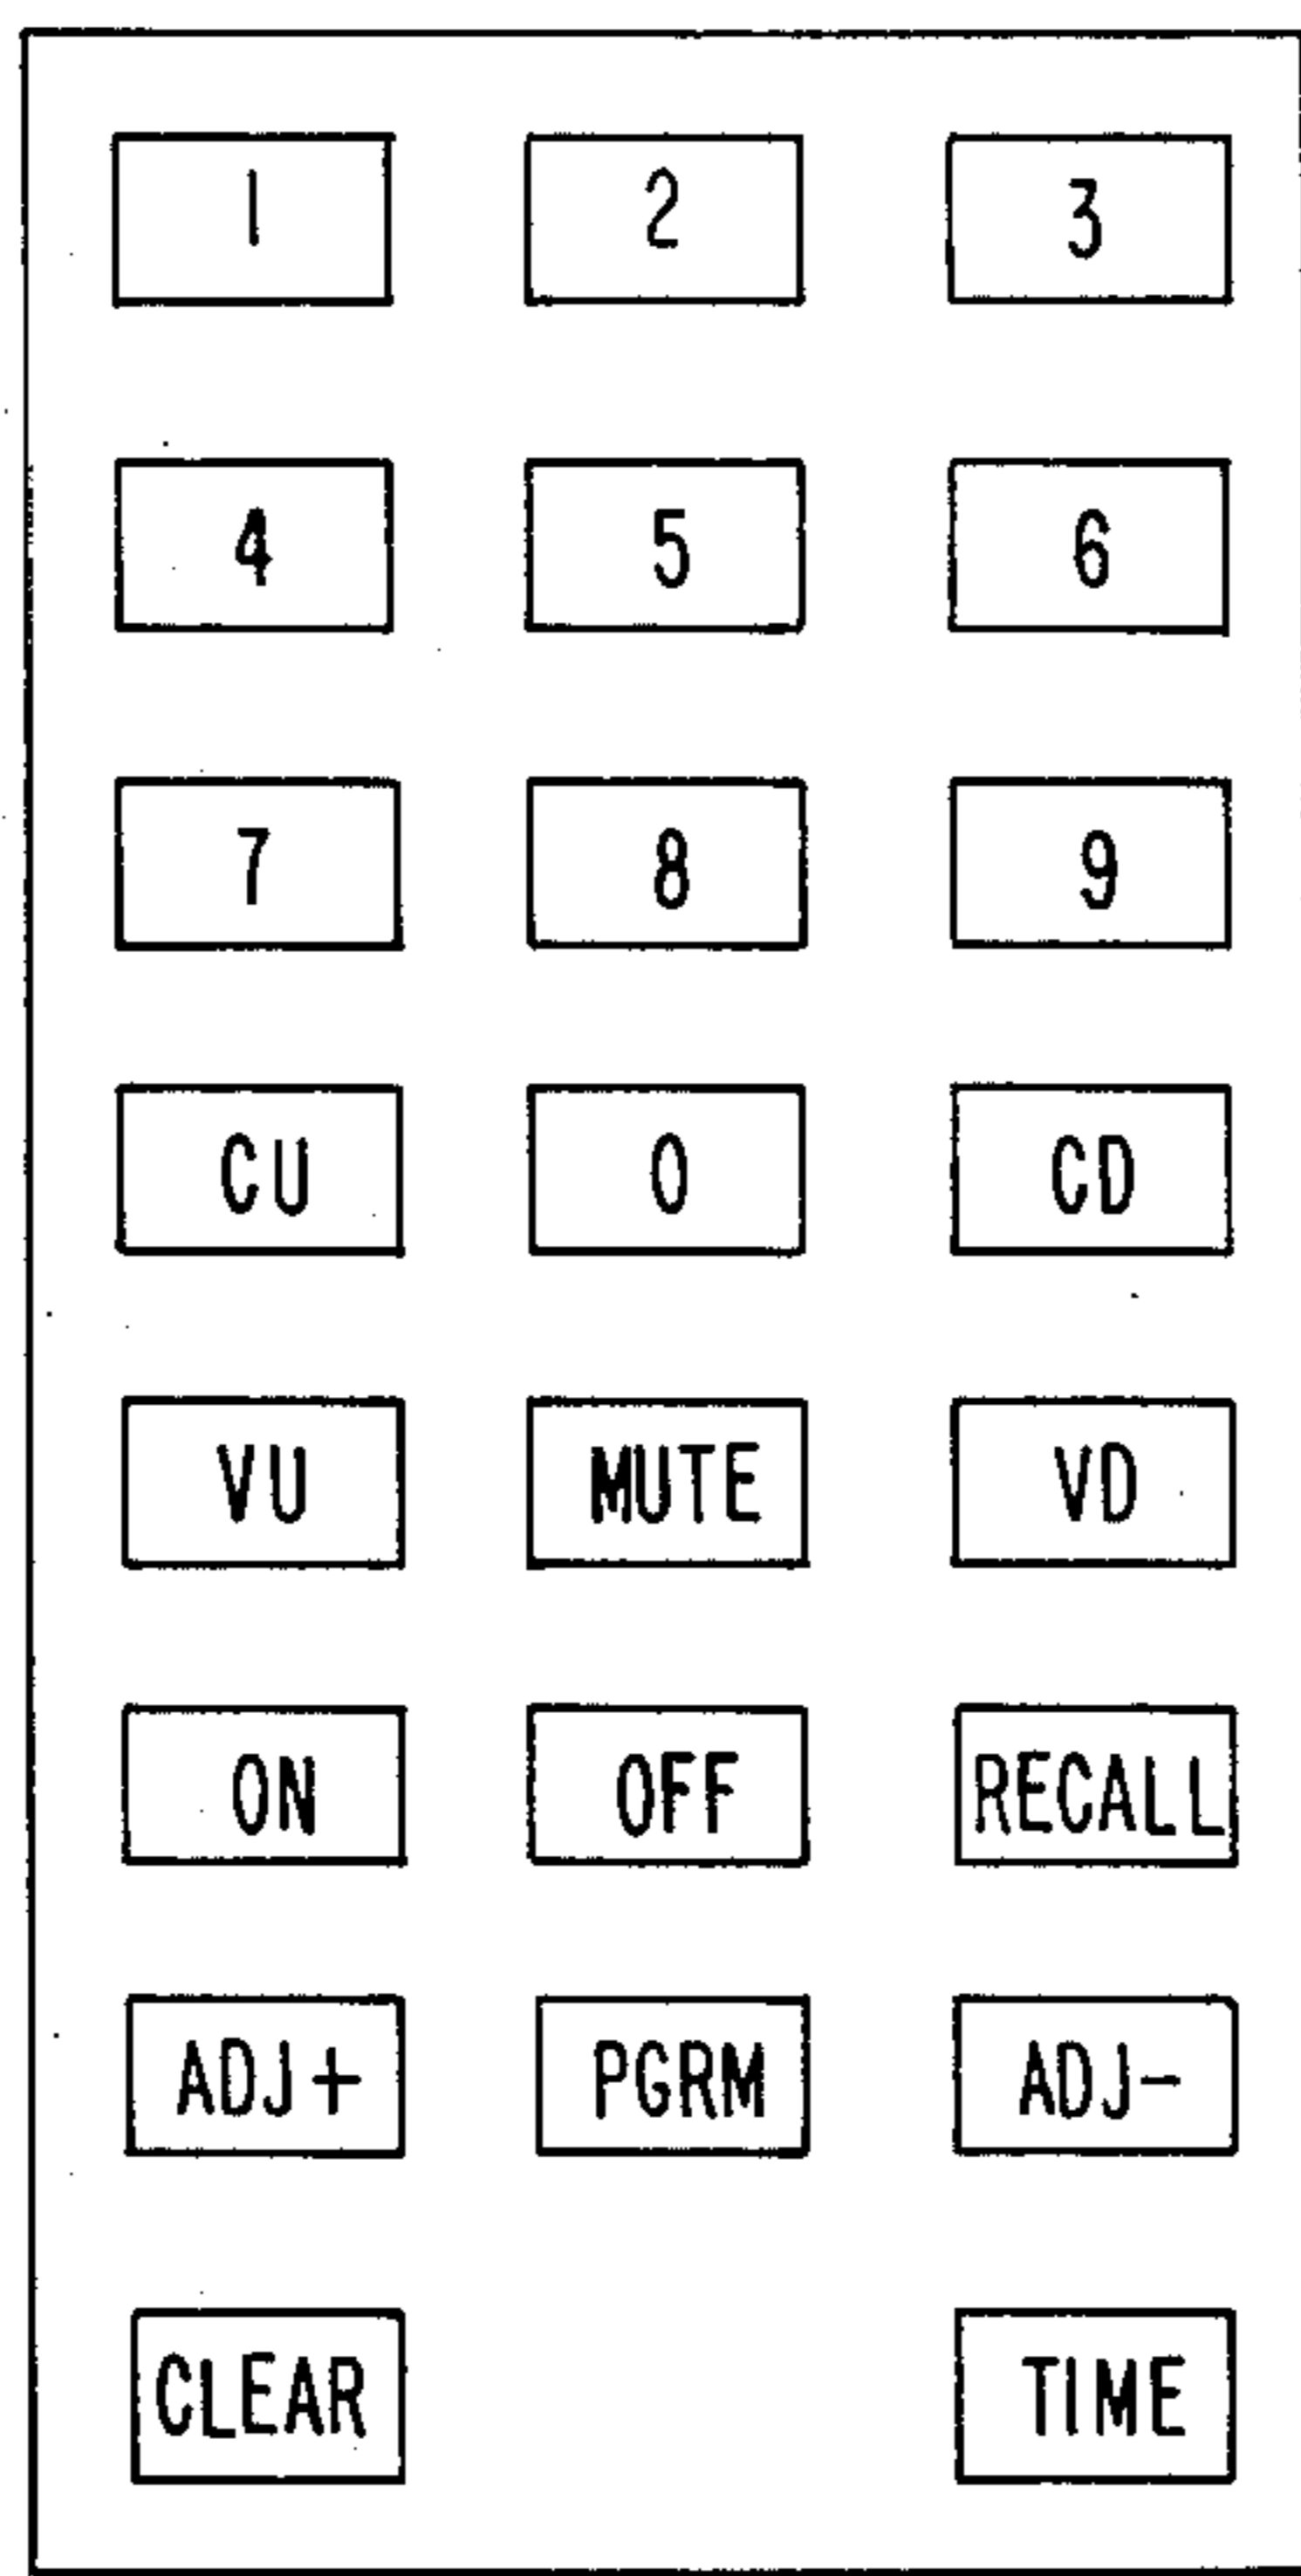 1 2 3
4 5 6
7 8 9
CU 0 CD
VU MUTE VD
ON OFF RECALL
ADJ+ PGRM ADJ-
CLEAR TIME